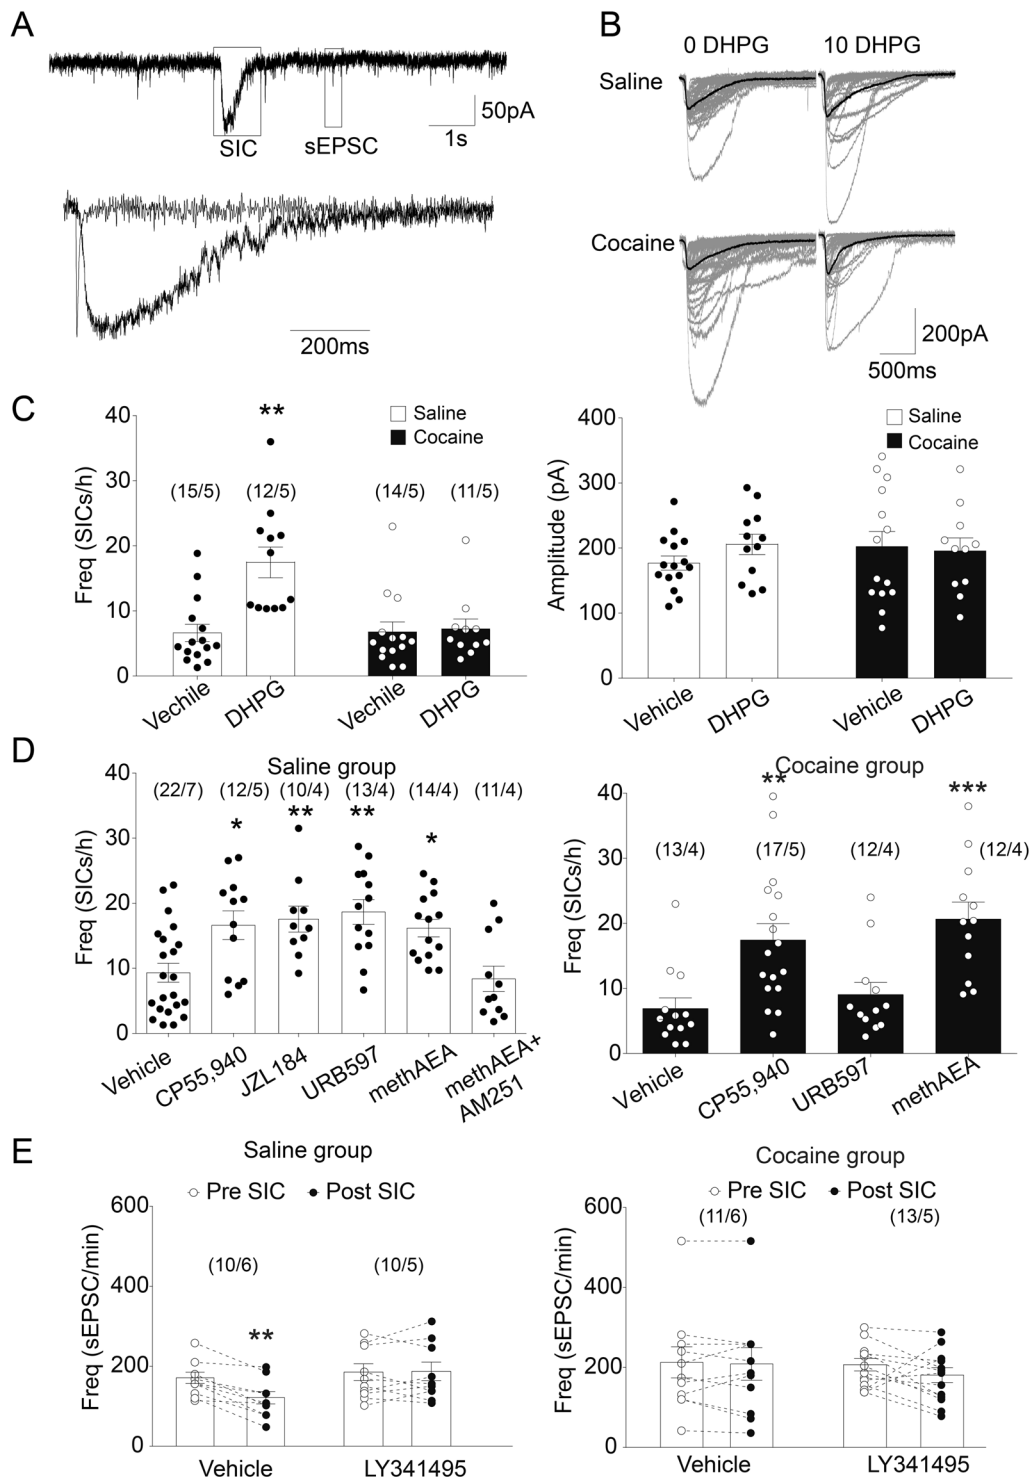 A
50pA
1s
SIC
sEPSC
200ms
B
0 DHPG
10 DHPG
Saline
Cocaine
200pA
500ms
C
40
30
20
10
0
Freq (SICs/h)
**
Saline
Cocaine
(15/5)
(12/5)
(14/5)
(11/5)
Vechile
DHPG
Vechile
DHPG
400
300
200
100
0
Amplitude (pA)
Saline
Cocaine
Vehicle
DHPG
Vehicle
DHPG
D
Saline group
40
30
20
10
0
Freq (SICs/h)
(22/7)
(12/5)
(10/4)
(13/4)
(14/4)
(11/4)
*
**
**
*
Vehicle
CP55,940
JZL184
URB597
methAEA
methAEA+
AM251
Cocaine group
40
30
20
10
0
Freq (SICs/h)
**
***
(13/4)
(17/5)
(12/4)
(12/4)
Vehicle
CP55,940
URB597
methAEA
E
Saline group
Pre SIC
Post SIC
600
400
200
0
Freq (sEPSC/min)
(10/6)
(10/5)
**
Vehicle
LY341495
Cocaine group
Pre SIC
Post SIC
600
400
200
0
Freq (sEPSC/min)
(11/6)
(13/5)
Vehicle
LY341495